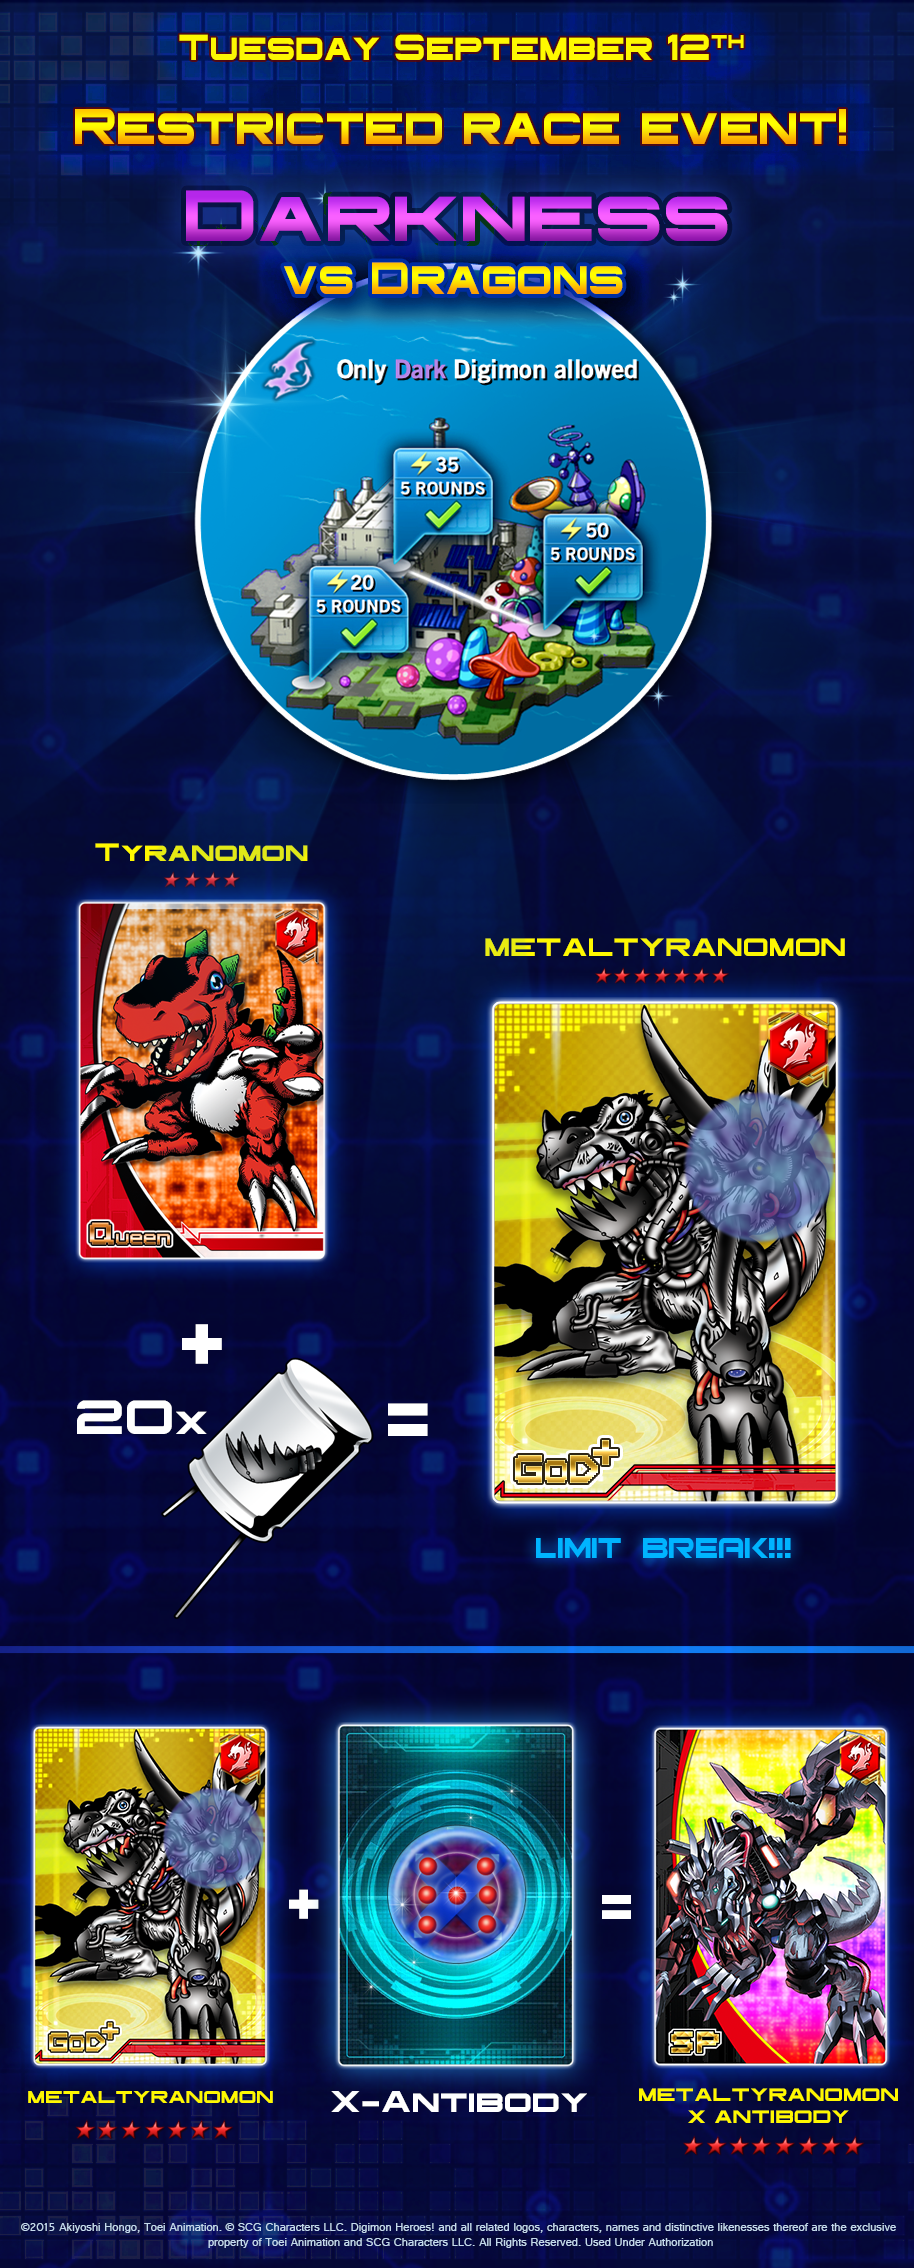 Tuesday September 12th
Restricted race event!
Darkness
vs Dragons
Only Dark Digimon allowed
35
5 ROUNDS
50
5 ROUNDS
20
5 ROUNDS
Tyranomon
Queen
metaltyranomon
GoD+
+
20x
=
LIMIT BREAK!!!
GoD+
+
=
SP
metaltyranomon
X-Antibody
metaltyranomon
x antibody
©2015 Akiyoshi Hongo, Toei Animation. © SCG Characters LLC. Digimon Heroes! and all related logos, characters, names and distinctive likenesses thereof are the exclusive
property of Toei Animation and SCG Characters LLC. All Rights Reserved. Used Under Authorization